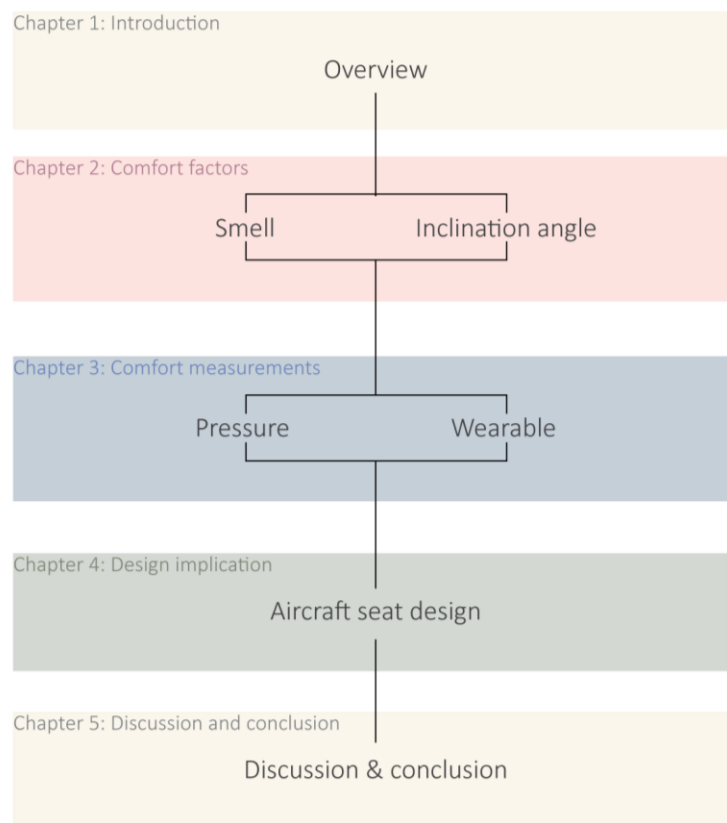 Chapter 1: Introduction
Overview
Chapter 2: Comfort factors
Smell
Inclination angle
Chapter 3: Comfort measurements
Pressure
Wearable
Chapter 4: Design implication
Aircraft seat design
Chapter 5: Discussion and conclusion
Discussion & conclusion